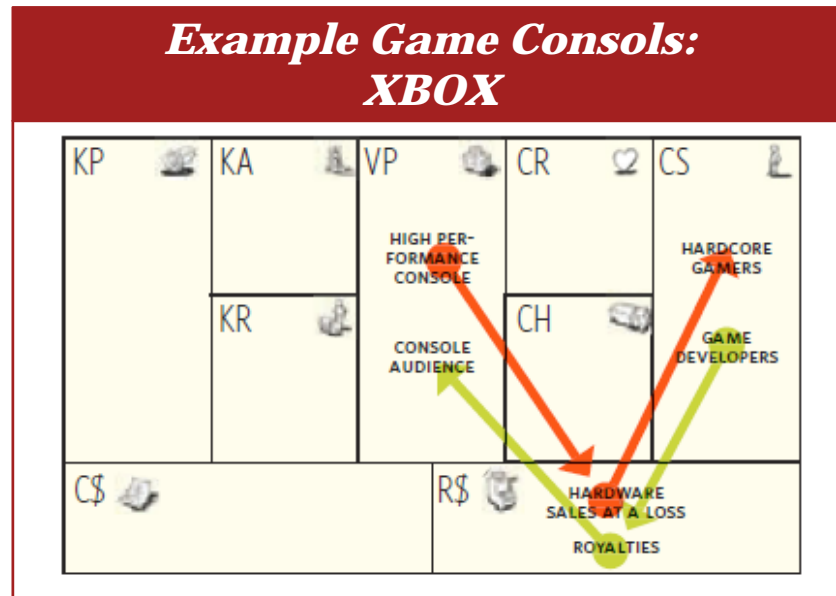 Example Game Consols:
XBOX
KP
KA
VP
CR
CS
HIGH PER-
FORMANCE
CONSOLE
HARDCORE
GAMERS
KR
CH
CONSOLE
AUDIENCE
GAME
DEVELOPERS
C$
R$
HARDWARE
SALES AT A LOSS
ROYALTIES